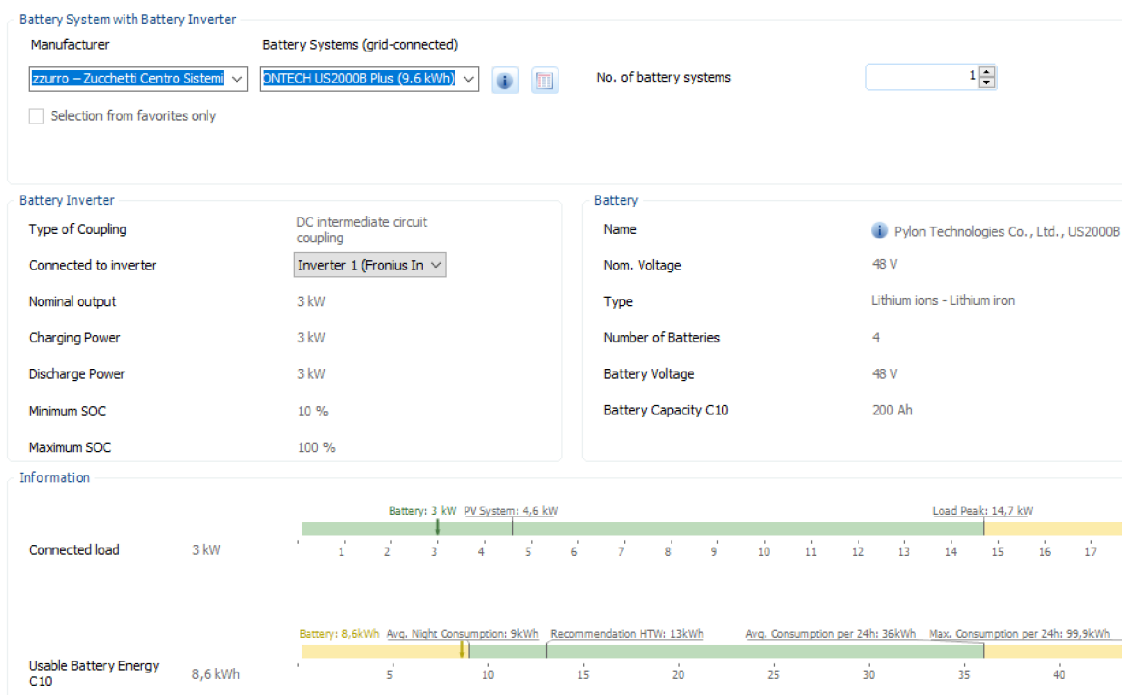 Battery System with Battery Inverter
Manufacturer
Battery Systems (grid-connected)
zzurro – Zucchetti Centro Sistemi
ONTECH US2000B Plus (9.6 kWh)
No. of battery systems
1
Selection from favorites only
Battery Inverter
Type of Coupling
DC intermediate circuit
coupling
Connected to inverter
Inverter 1 (Fronius In
Nominal output
3 kW
Charging Power
3 kW
Discharge Power
3 kW
Minimum SOC
10 %
Maximum SOC
100 %
Battery
Name
Pylon Technologies Co., Ltd., US2000B
Nom. Voltage
48 V
Type
Lithium ions - Lithium iron
Number of Batteries
4
Battery Voltage
48 V
Battery Capacity C10
200 Ah
Information
Battery: 3 kW PV System: 4,6 kW Load Peak: 14,7 kW
Connected load
3 kW
1 2 3 4 5 6 7 8 9 10 11 12 13 14 15 16 17
Battery: 8,6kWh Avg. Night Consumption: 9kWh Recommendation HTW: 13kWh Avg. Consumption per 24h: 36kWh Max. Consumption per 24h: 99,9kWh
Usable Battery Energy
C10
8,6 kWh
5 10 15 20 25 30 35 40